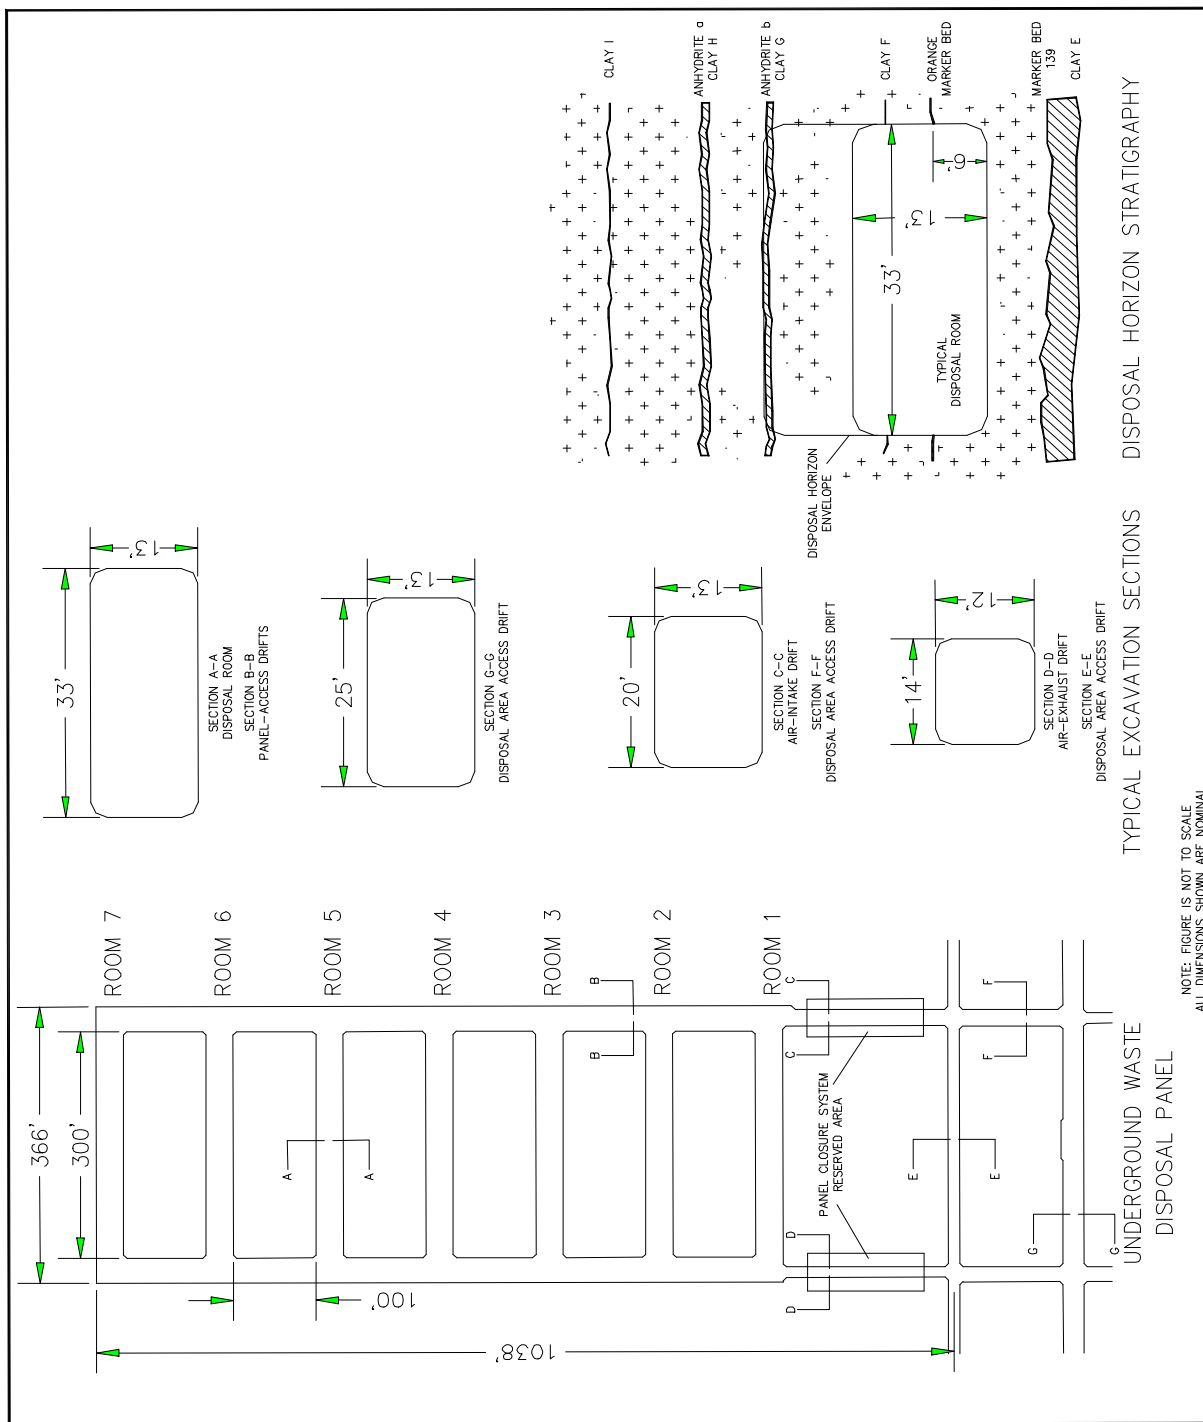 366'
300'
100'
1038'
ROOM 7
ROOM 6
ROOM 5
ROOM 4
ROOM 3
ROOM 2
ROOM 1
A
A
B
B
C
C
D
D
E
E
F
F
G
G
PANEL CLOSURE SYSTEM
RESERVED AREA
UNDERGROUND WASTE
DISPOSAL PANEL
33'
13'
SECTION A-A
DISPOSAL ROOM
SECTION B-B
PANEL-ACCESS DRIFTS
25'
13'
SECTION G-G
DISPOSAL AREA ACCESS DRIFT
20'
13'
SECTION C-C
AIR-INTAKE DRIFT
SECTION F-F
DISPOSAL AREA ACCESS DRIFT
14'
12'
SECTION D-D
AIR-EXHAUST DRIFT
SECTION E-E
DISPOSAL AREA ACCESS DRIFT
TYPICAL EXCAVATION SECTIONS
CLAY I
ANHYDRITE a
CLAY H
ANHYDRITE b
CLAY G
CLAY F
ORANGE
MARKER BED
MARKER BED
139
CLAY E
33'
13'
6'
TYPICAL
DISPOSAL ROOM
DISPOSAL HORIZON
ENVELOPE
DISPOSAL HORIZON STRATIGRAPHY
NOTE: FIGURE IS NOT TO SCALE
ALL DIMENSIONS SHOWN ARE NOMINAL